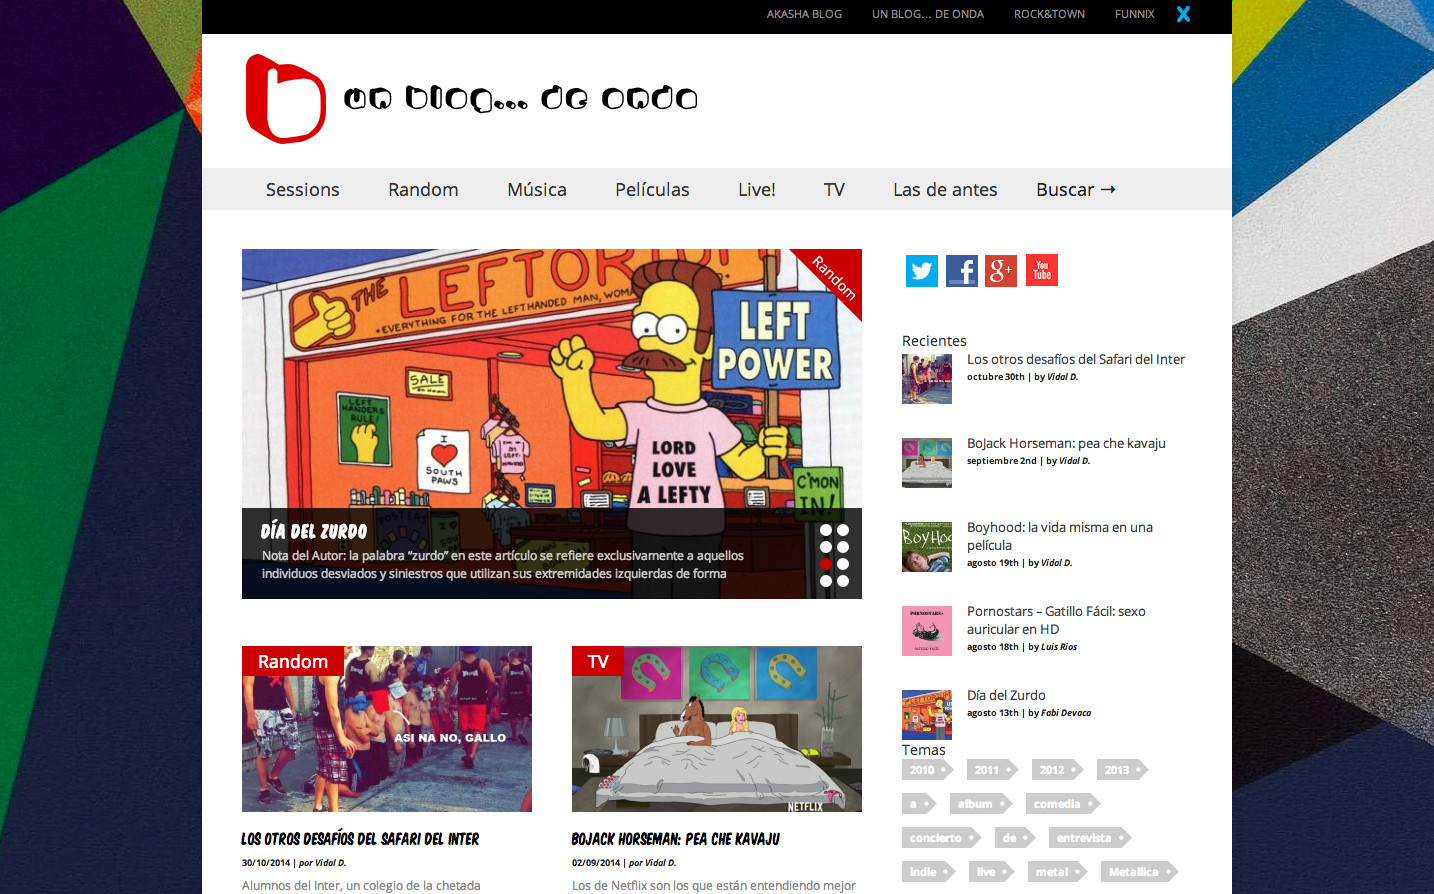 AKASHA BLOG
UN BLOG... DE ONDA
ROCK&TOWN
FUNNIX
X
b
un blog... de onda
Sessions
Random
Música
Películas
Live!
TV
Las de antes
Buscar →
THE
LEFTORIUM
•EVERYTHING FOR THE LEFTHANDED MAN, WOMA
Random
LEFT
POWER
SALE
LEFT
HANDERS
RULE!
I
SOUTH
PAWS
LORD
LOVE
A LEFTY
C'MON
IN!
POSTERS
DÍA DEL ZURDO
Nota del Autor: la palabra “zurdo” en este artículo se refiere exclusivamente a aquellos
individuos desviados y siniestros que utilizan sus extremidades izquierdas de forma
Random
ASI NA NO, GALLO
LOS OTROS DESAFÍOS DEL SAFARI DEL INTER
30/10/2014 | por Vidal D.
Alumnos del Inter, un colegio de la chetada
TV
NETFLIX
BOJACK HORSEMAN: PEA CHE KAVAJU
02/09/2014 | por Vidal D.
Los de Netflix son los que están entendiendo mejor
f
g+
You
Tube
Recientes
Los otros desafíos del Safari del Inter
octubre 30th | by Vidal D.
BoJack Horseman: pea che kavaju
septiembre 2nd | by Vidal D.
BoyHoo
Boyhood: la vida misma en una
película
agosto 19th | by Vidal D.
PORNOSTARS
Pornostars – Gatillo Fácil: sexo
auricular en HD
agosto 18th | by Luis Rios
Día del Zurdo
agosto 13th | by Fabi Devaca
Temas
2010
2011
2012
2013
a
album
comedia
concierto
de
entrevista
indie
live
metal
Metallica